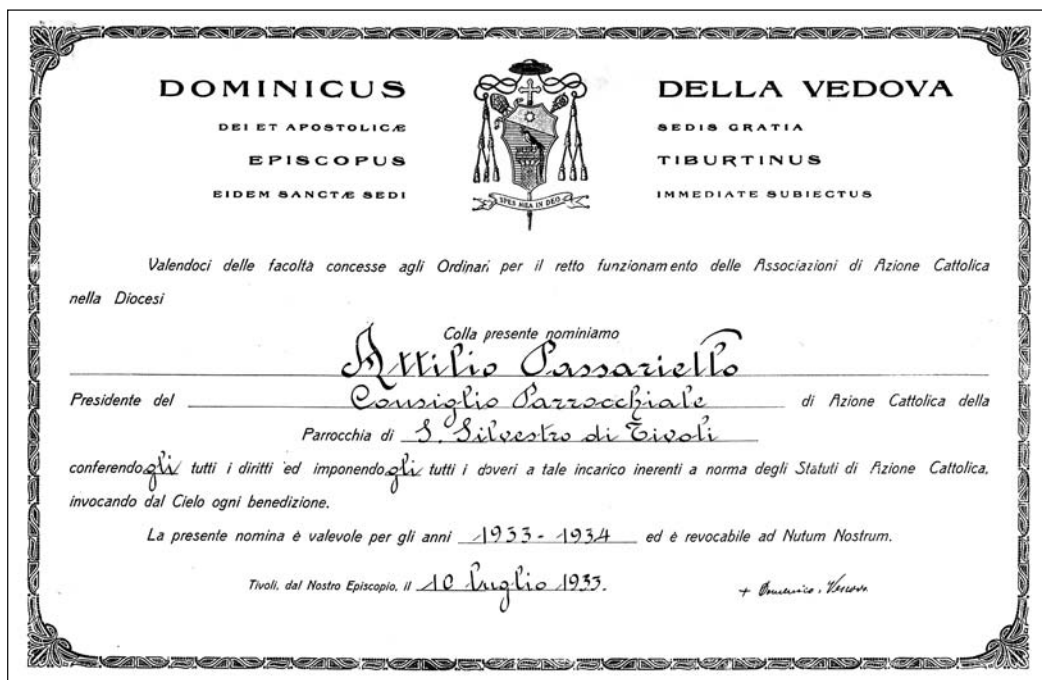 DOMINICUS DELLA VEDOVA
DEI ET APOSTOLICÆ SEDIS GRATIA
EPISCOPUS TIBURTINUS
EIDEM SANCTÆ SEDI IMMEDIATE SUBIECTUS
SPES MEA IN DEO
Valendoci delle facoltà concesse agli Ordinari per il retto funzionamento delle Associazioni di Azione Cattolica
nella Diocesi
Colla presente nominiamo
Attilio Passariello
Presidente del Consiglio Parrocchiale di Azione Cattolica della
Parrocchia di S. Silvestro di Tivoli
conferendogli tutti i diritti ed imponendogli tutti i doveri a tale incarico inerenti a norma degli Statuti di Azione Cattolica,
invocando dal Cielo ogni benedizione.
La presente nomina è valevole per gli anni 1933-1934 ed è revocabile ad Nutum Nostrum.
Tivoli, dal Nostro Episcopio, il 10 luglio 1933. + Domenico, Vescovo